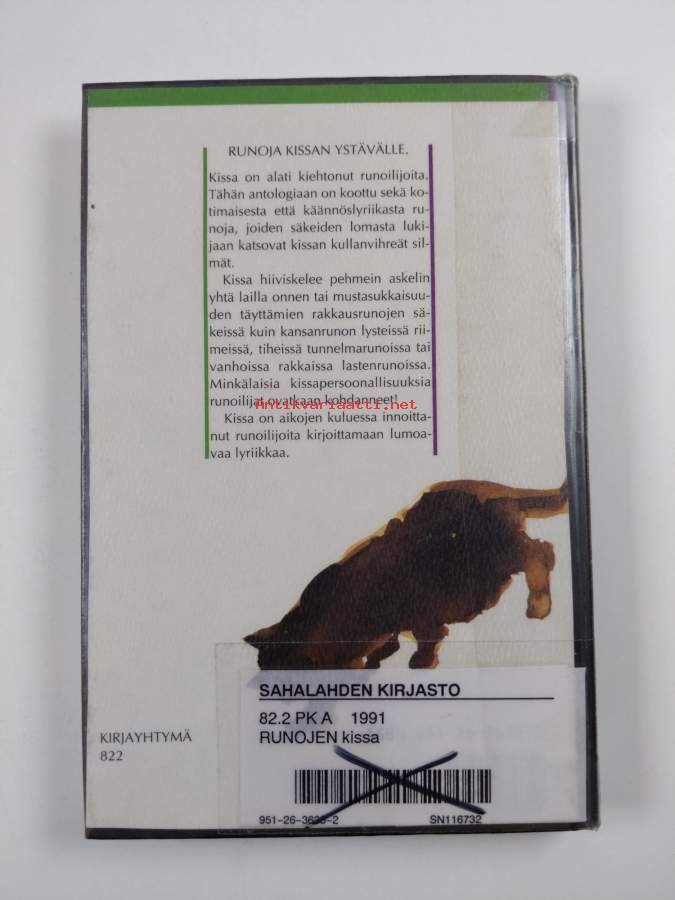 RUNOJA KISSAN YSTÄVÄLLE.
Kissa on alati kiehtonut runoilijoita.
Tähän antologiaan on koottu sekä ko-
timaisesta että käännöslyriikasta ru-
noja, joiden säkeiden lomasta luki-
jaan katsovat kissan kullanvihreät sil-
mät.
Kissa hiiviskelee pehmein askelin
yhtä lailla onnen tai mustasukkaisuu-
den täyttämien rakkausrunojen sä-
keissä kuin kansanrunon lysteissä rii-
meissä, tiheissä tunnelmarunoissa tai
vanhoissa rakkaissa lastenrunoissa.
Minkälaisia kissapersoonallisuuksia
runoilijat ovatkaan kohdanneet!
Antikvariaatti.net
Kissa on aikojen kuluessa innoitta-
nut runoilijoita kirjoittamaan lumoa-
vaa lyriikkaa.
SAHALAHDEN KIRJASTO
82.2 PK A 1991
RUNOJEN kissa
KIRJAYHTYMÄ
822
SN116732